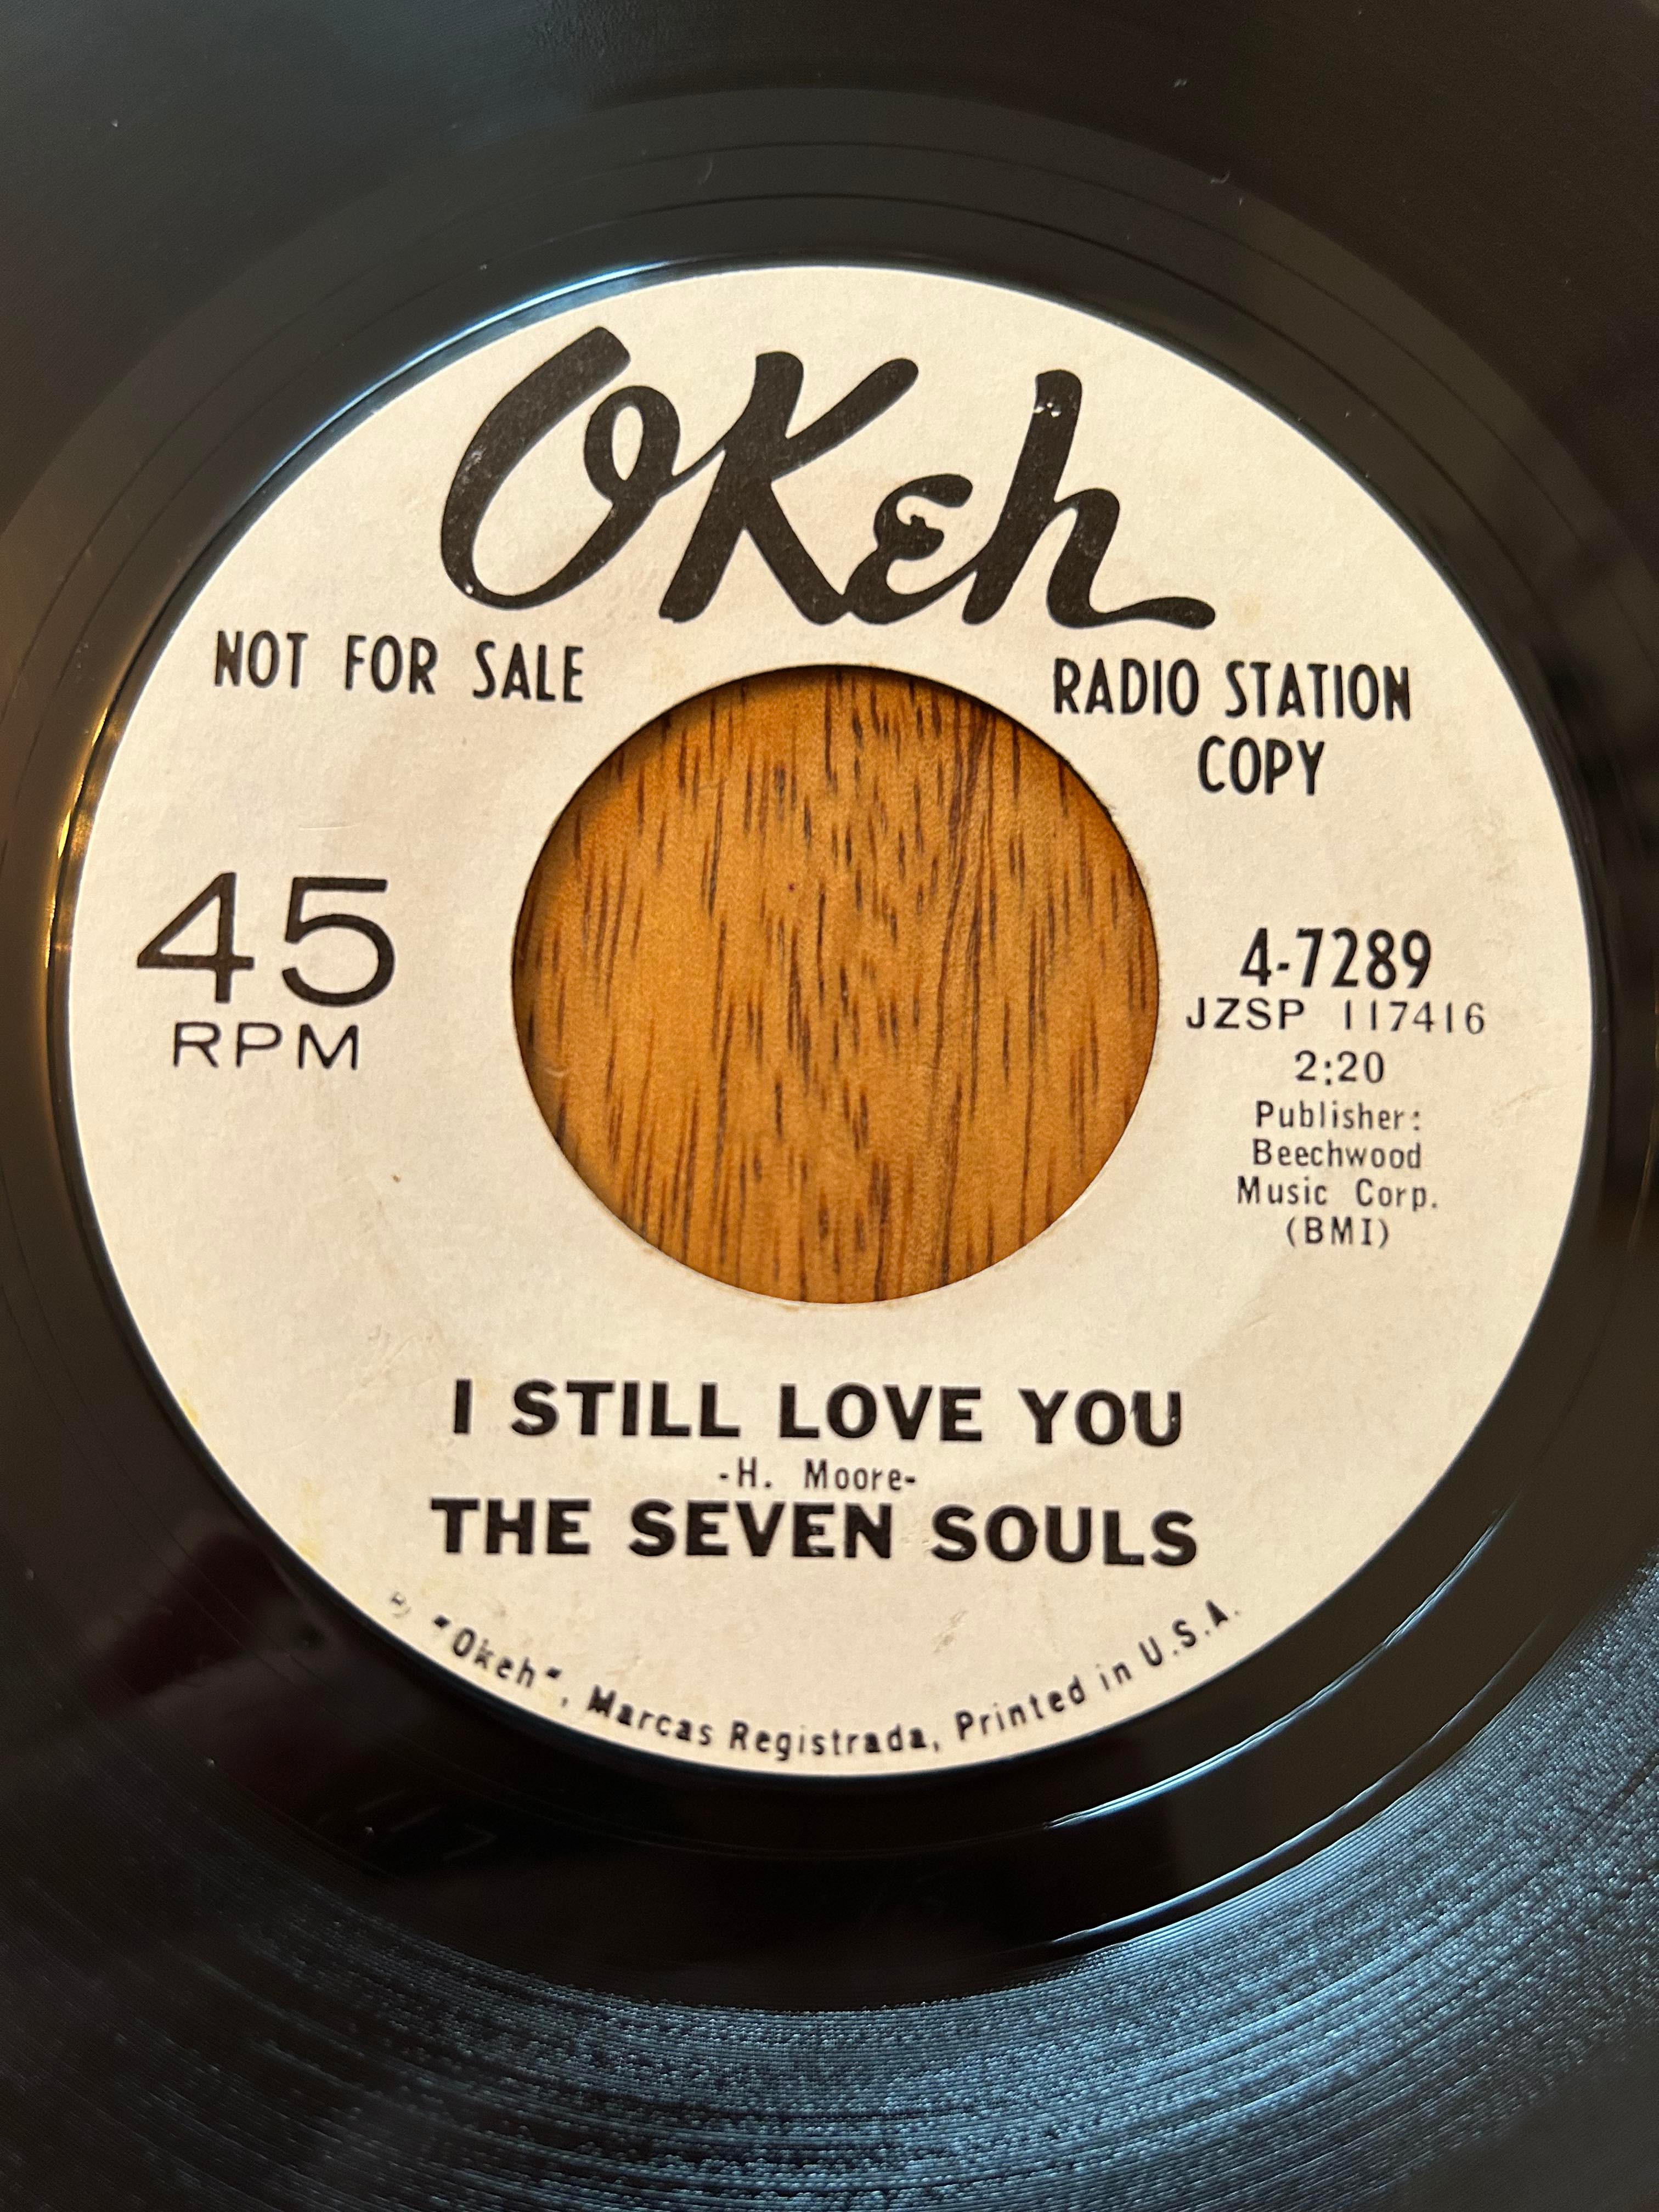 OKeh
NOT FOR SALE
RADIO STATION
COPY
45
RPM
4-7289
JZSP 117416
2:20
Publisher:
Beechwood
Music Corp.
(BMI)
I STILL LOVE YOU
-H. Moore-
THE SEVEN SOULS
"Okeh", Marcas Registrada, Printed in U.S.A.